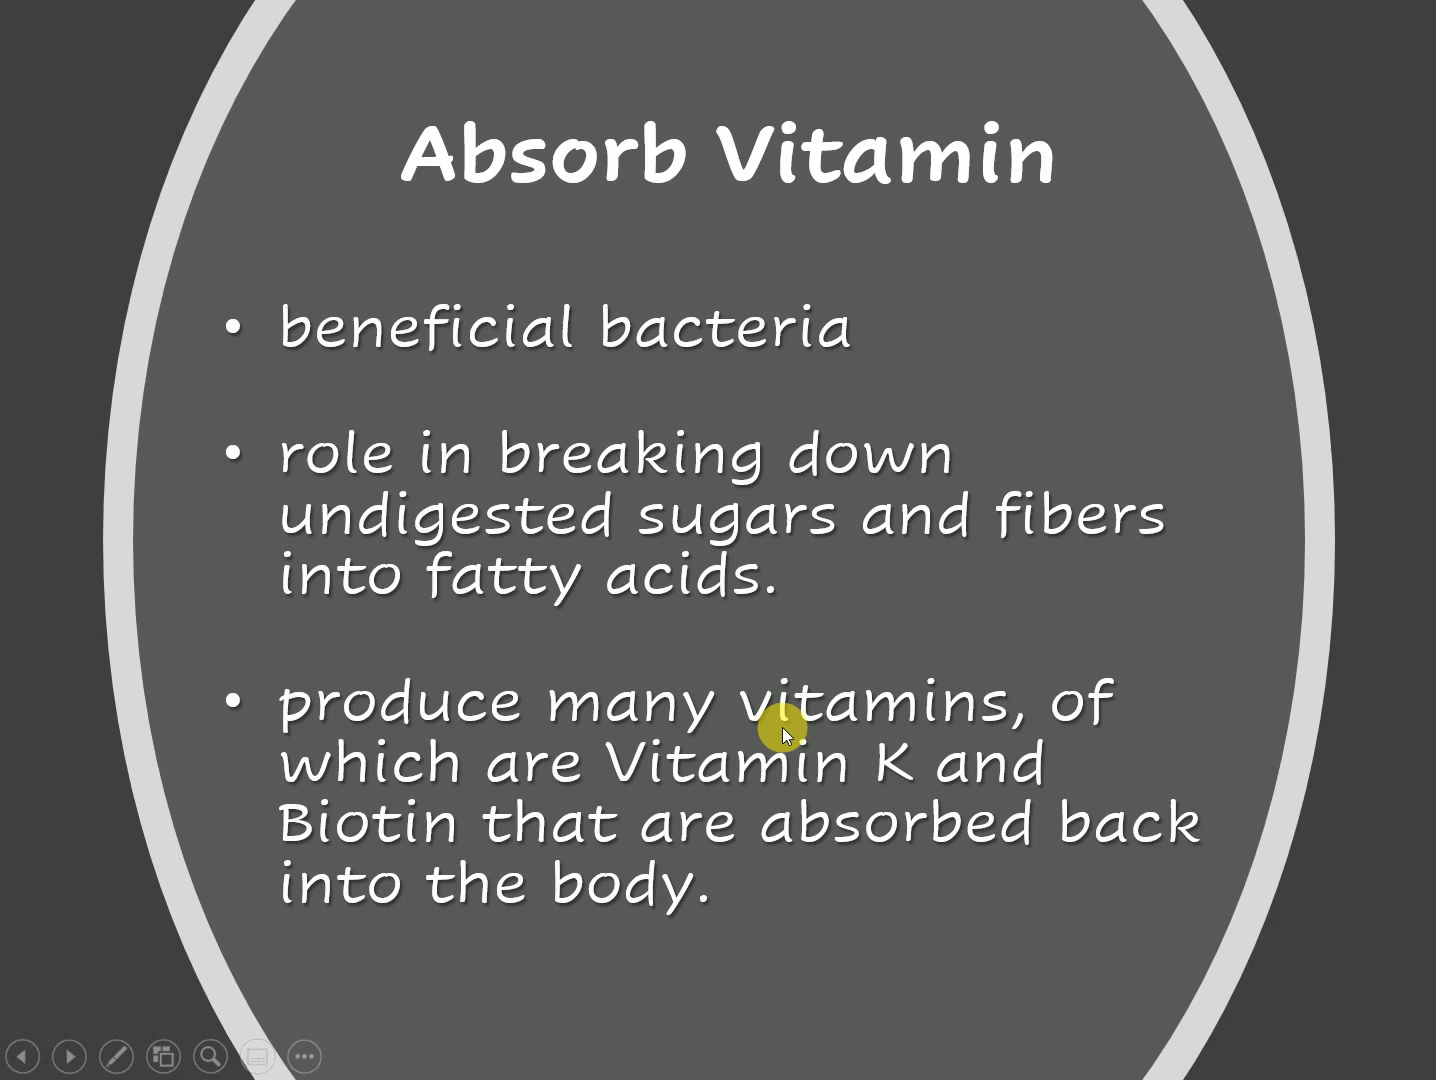 Absorb Vitamin
• beneficial bacteria
• role in breaking down
undigested sugars and fibers
into fatty acids.
• produce many vitamins, of
which are Vitamin K and
Biotin that are absorbed back
into the body.